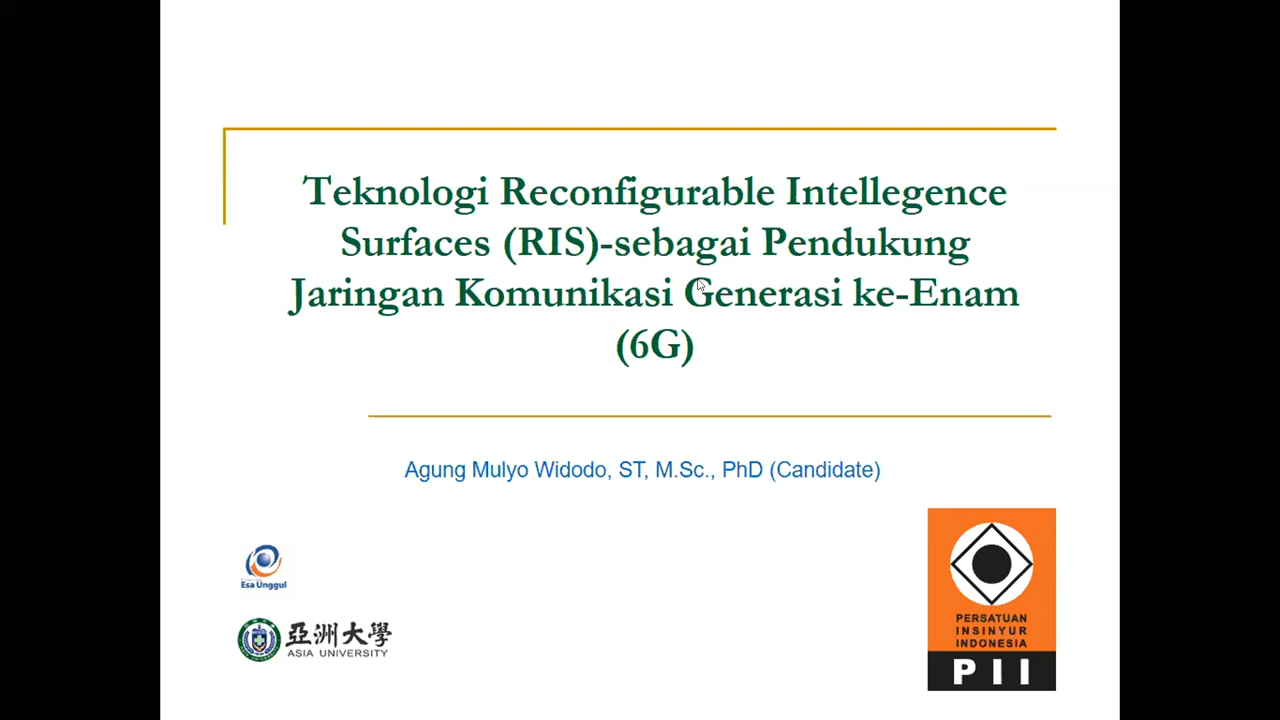 Teknologi Reconfigurable Intellegence
Surfaces (RIS)-sebagai Pendukung
Jaringan Komunikasi Generasi ke-Enam
(6G)
Agung Mulyo Widodo, ST, M.Sc., PhD (Candidate)
Esa Unggul
亞洲大學
ASIA UNIVERSITY
PERSATUAN
INSINYUR
INDONESIA
PII